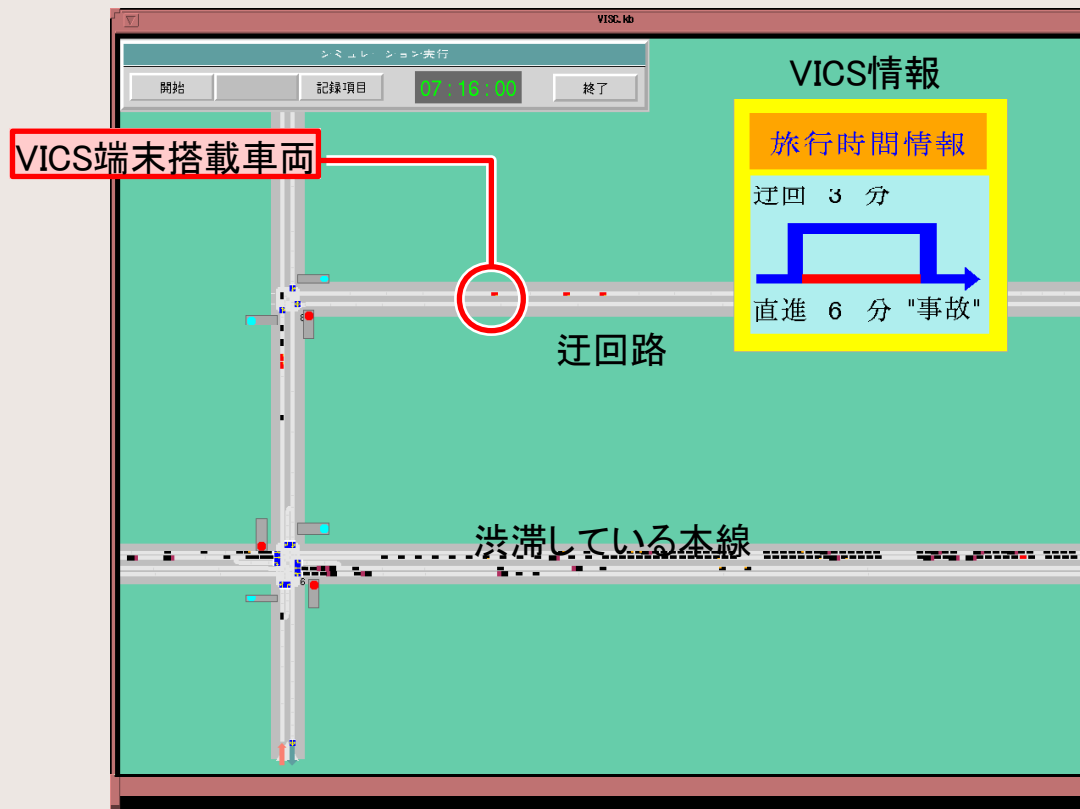 VISC.kb
シミュレーション実行
開始
記録項目
07:16:00
終了
VICS情報
VICS端末搭載車両
旅行時間情報
迂回 3 分
直進 6 分 "事故"
8
迂回路
渋滞している本線
6